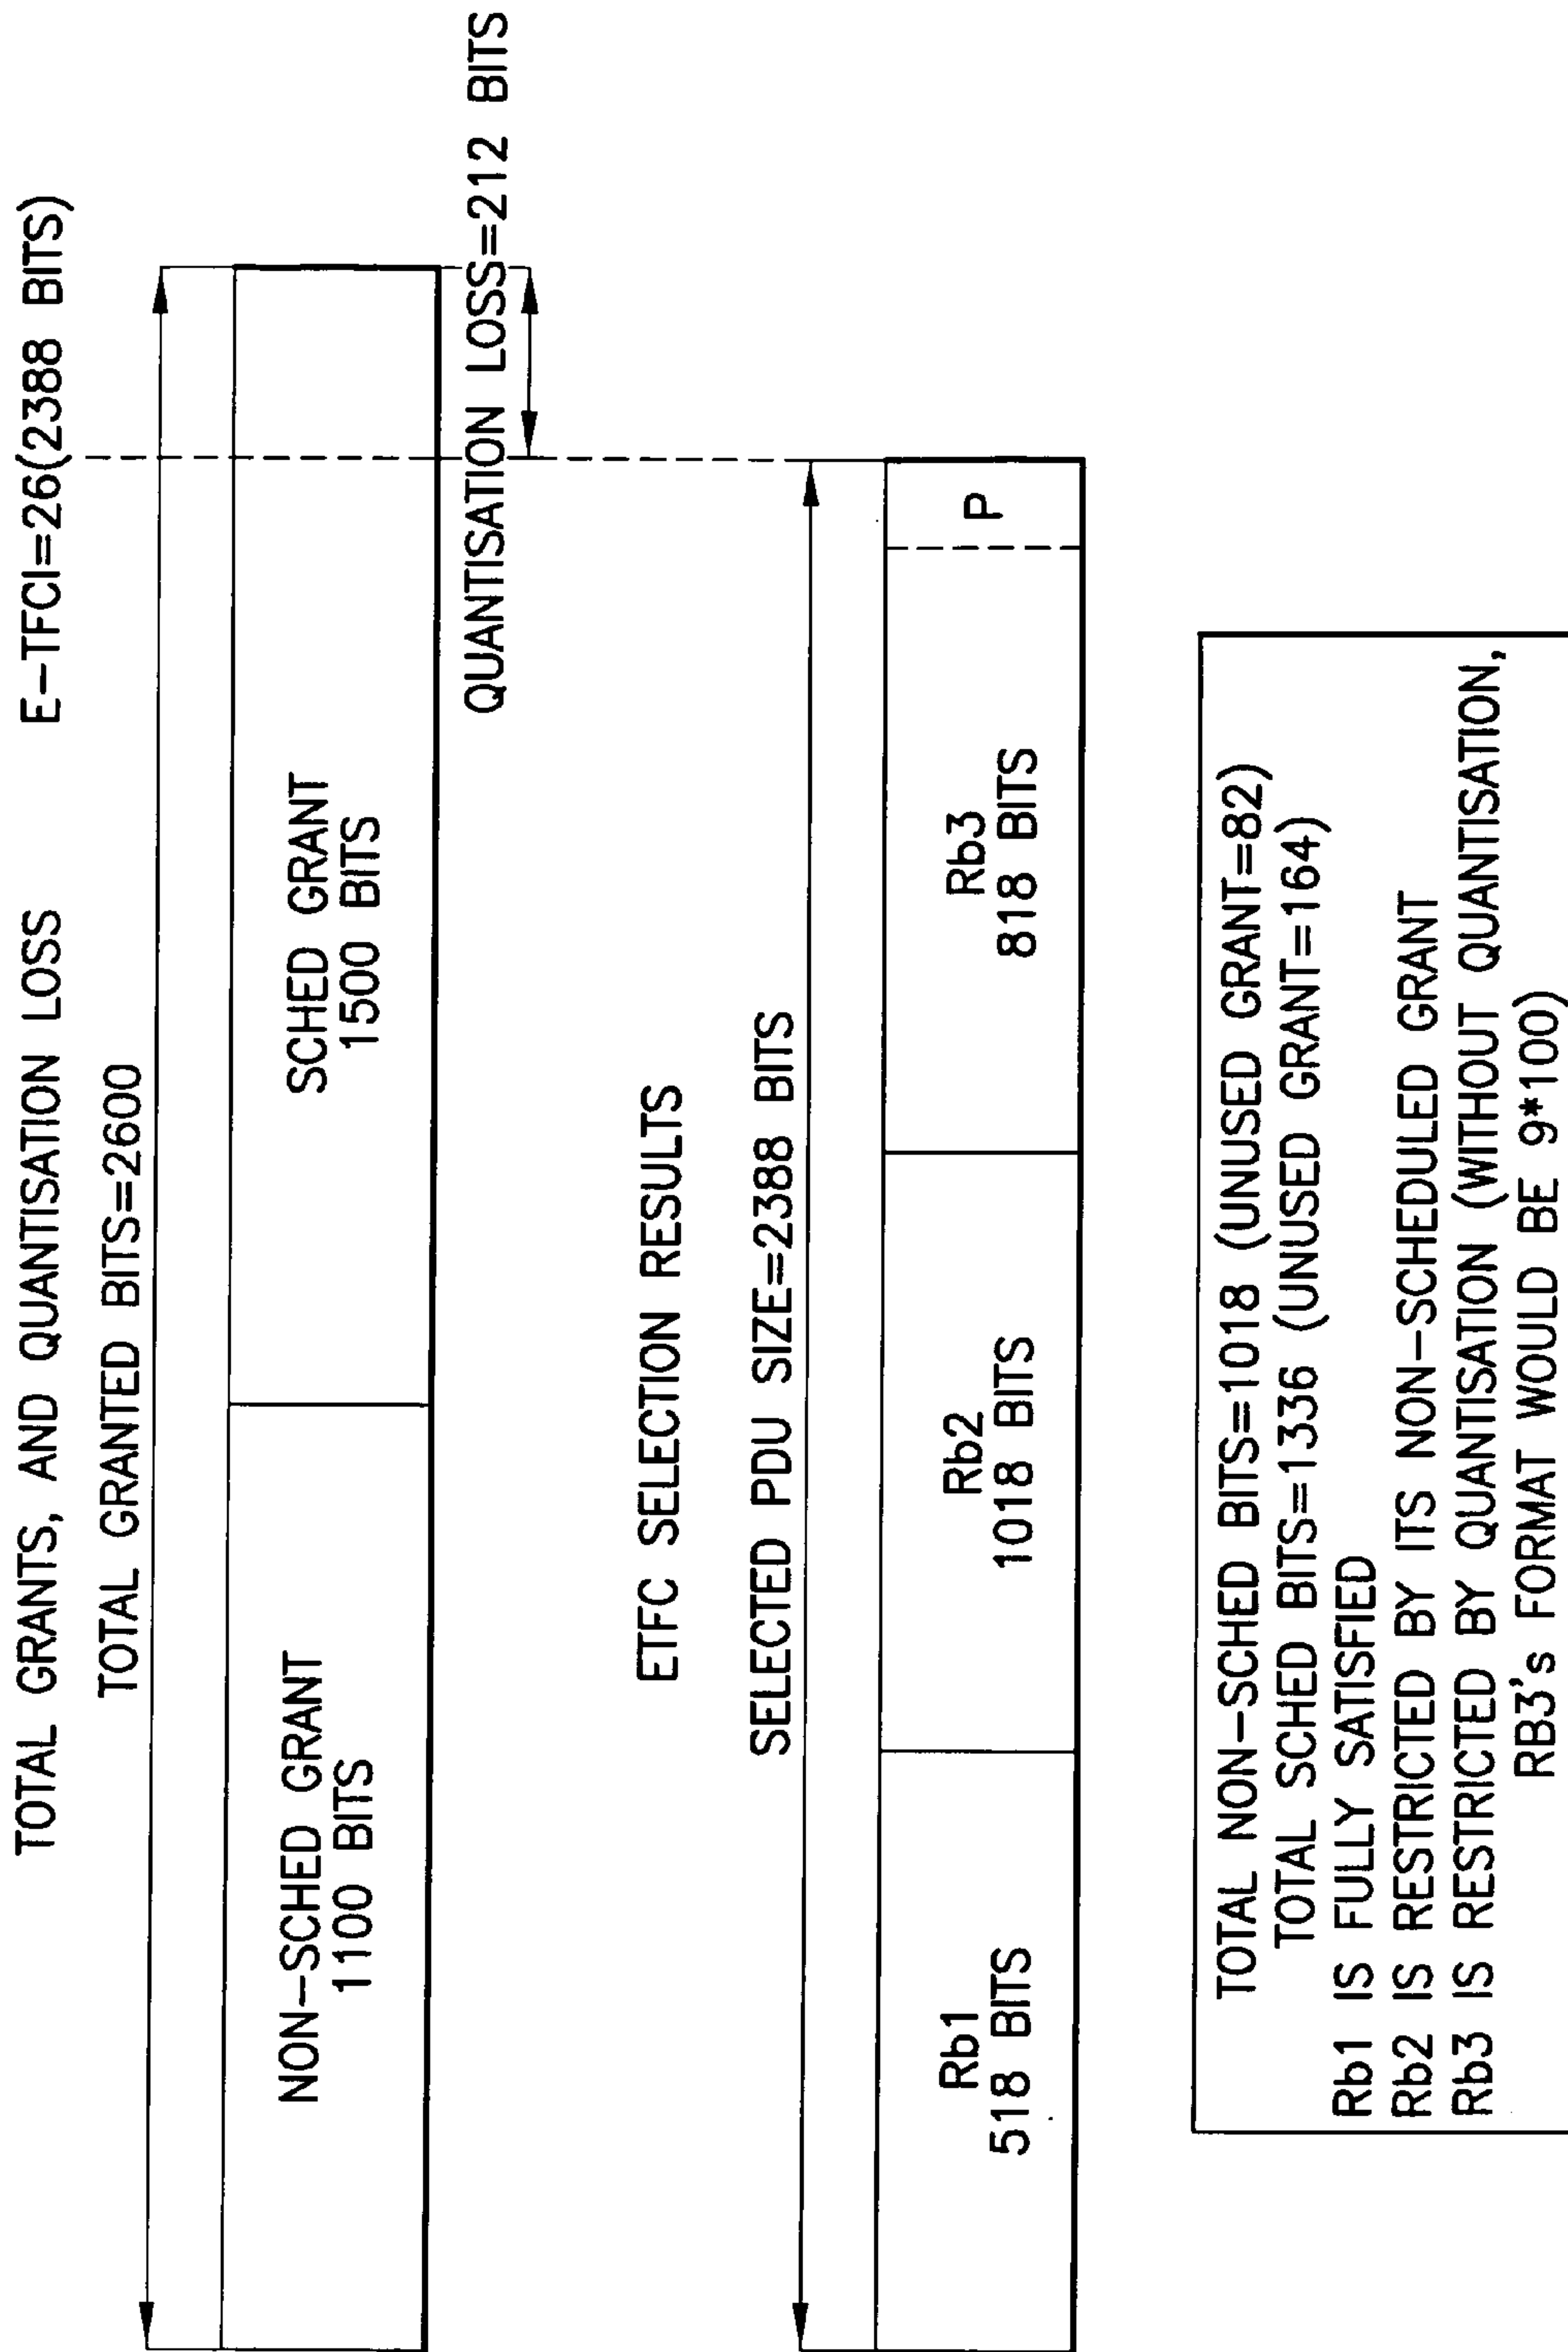 TOTAL GRANTS, AND QUANTISATION LOSS
E-TFCI=26(2388 BITS)
TOTAL GRANTED BITS=2600
NON-SCHED GRANT
1100 BITS
SCHED GRANT
1500 BITS
QUANTISATION LOSS=212 BITS
ETFC SELECTION RESULTS
SELECTED PDU SIZE=2388 BITS
Rb1
518 BITS
Rb2
1018 BITS
Rb3
818 BITS
P
TOTAL NON-SCHED BITS=1018 (UNUSED GRANT=82)
TOTAL SCHED BITS=1336 (UNUSED GRANT=164)
Rb1 IS FULLY SATISFIED
Rb2 IS RESTRICTED BY ITS NON-SCHEDULED GRANT
Rb3 IS RESTRICTED BY QUANTISATION (WITHOUT QUANTISATION,
RB3's FORMAT WOULD BE 9*100)